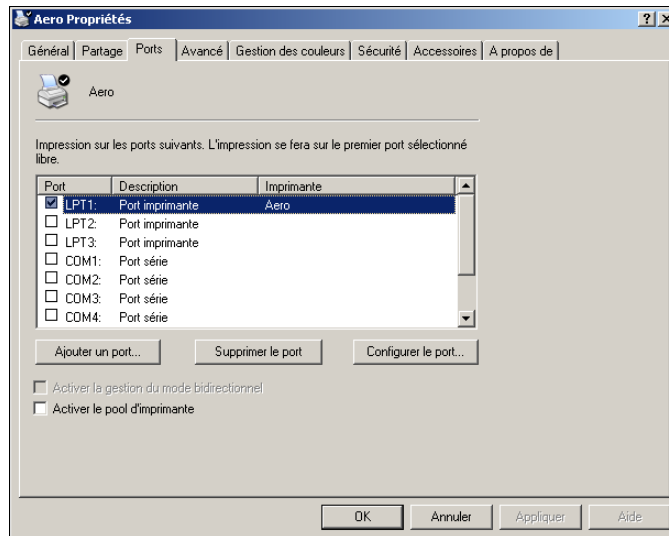 Aero Propriétés
Général Partage Ports Avancé Gestion des couleurs Sécurité Accessoires A propos de
Aero
Impression sur les ports suivants. L'impression se fera sur le premier port sélectionné
libre.
Port Description Imprimante
LPT1: Port imprimante Aero
LPT2: Port imprimante
LPT3: Port imprimante
COM1: Port série
COM2: Port série
COM3: Port série
COM4: Port série
Ajouter un port... Supprimer le port Configurer le port...
Activer la gestion du mode bidirectionnel
Activer le pool d'imprimante
OK Annuler Appliquer Aide